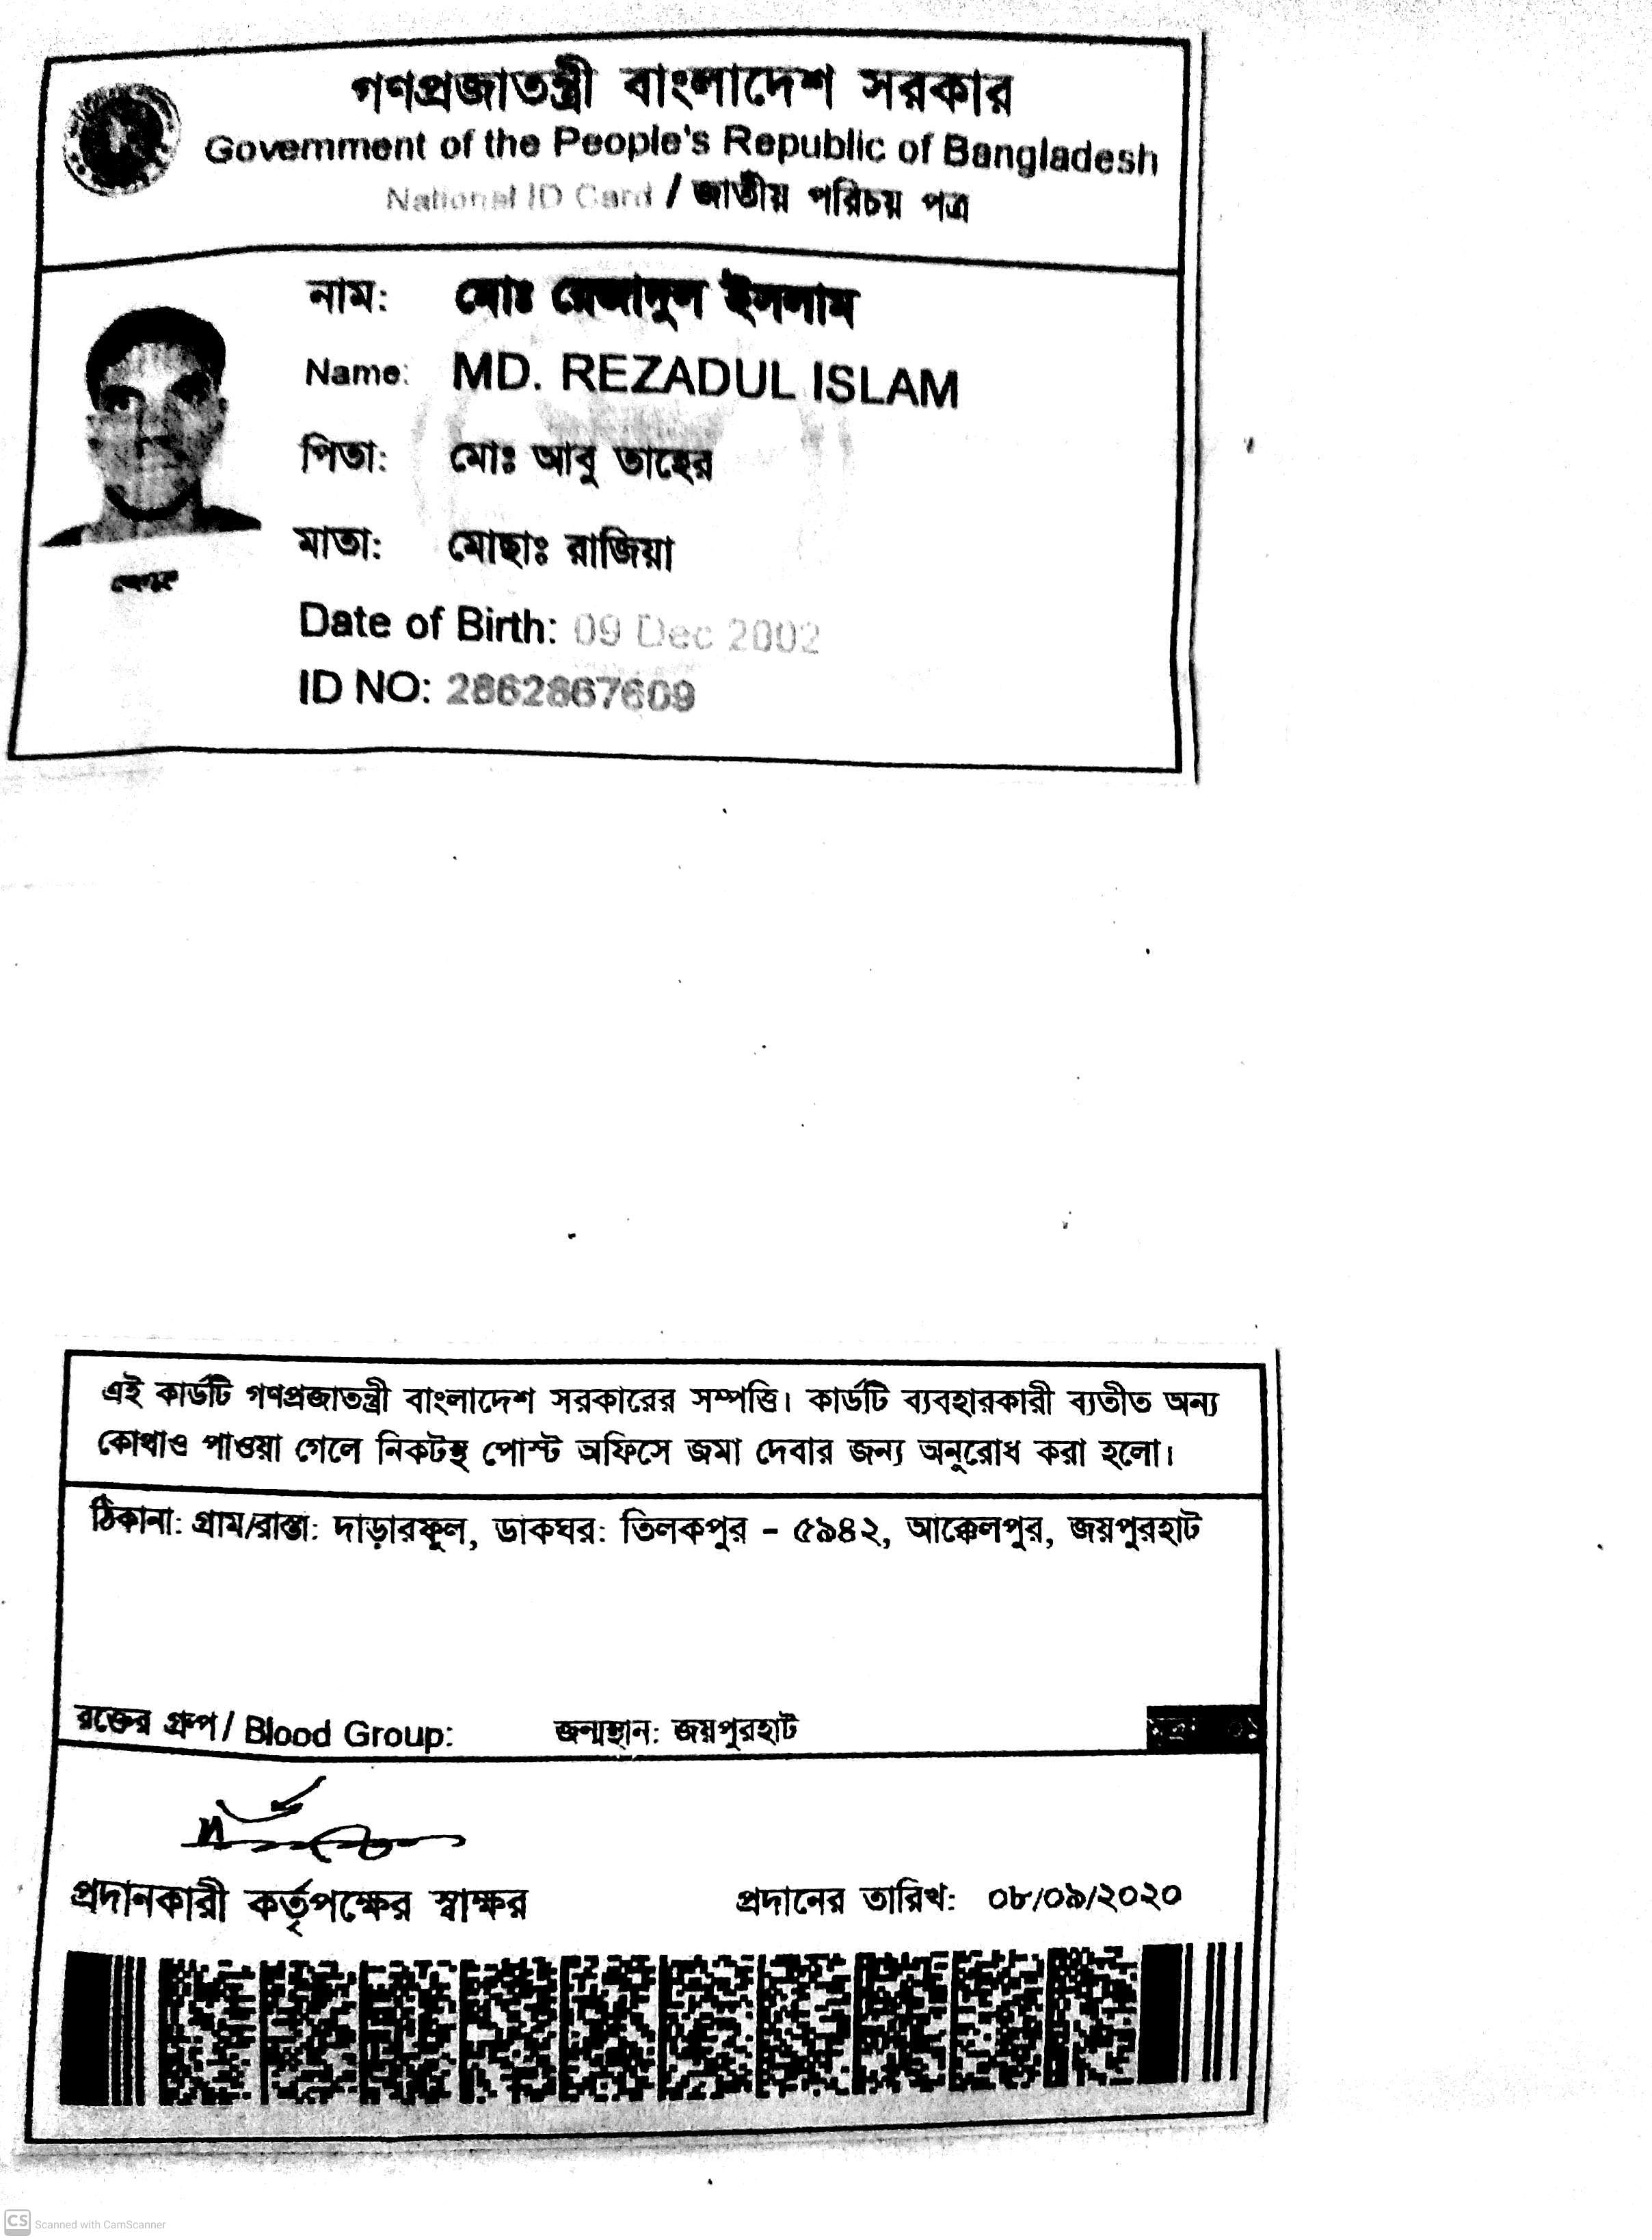 গণপ্রজাতন্ত্রী বাংলাদেশ সরকার
Government of the People's Republic of Bangladesh
National ID Card / জাতীয় পরিচয় পত্র
নাম: মোঃ রেজাদুল ইসলাম
Name: MD. REZADUL ISLAM
পিতা: মোঃ আবু তাহের
মাতা: মোছাঃ রাজিয়া
Date of Birth: 09 Dec 2002
ID NO: 2862867609
এই কার্ডটি গণপ্রজাতন্ত্রী বাংলাদেশ সরকারের সম্পত্তি। কার্ডটি ব্যবহারকারী ব্যতীত অন্য
কোথাও পাওয়া গেলে নিকটস্থ পোস্ট অফিসে জমা দেবার জন্য অনুরোধ করা হলো।
ঠিকানা: গ্রাম/রাস্তা: দাড়ারফুল, ডাকঘর: তিলকপুর - ৫৯৪২, আক্কেলপুর, জয়পুরহাট
রক্তের গ্রুপ / Blood Group: জন্মস্থান: জয়পুরহাট
প্রদানকারী কর্তৃপক্ষের স্বাক্ষর প্রদানের তারিখ: ০৮/০৯/২০২০
CS Scanned with CamScanner